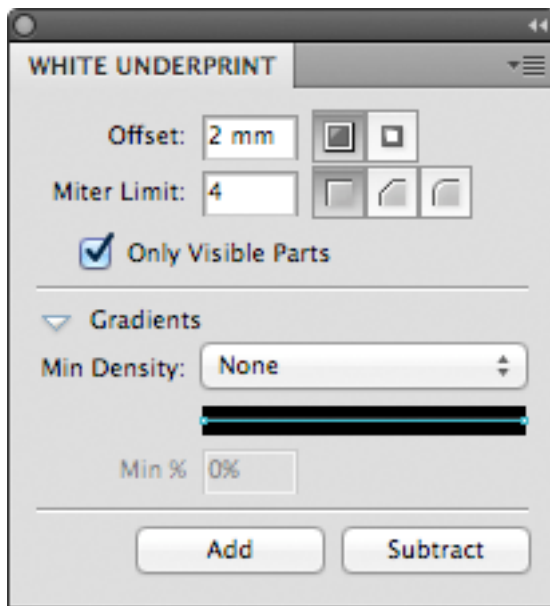 WHITE UNDERPRINT
Offset: 2 mm
Miter Limit: 4
Only Visible Parts
Gradients
Min Density: None
Min % 0%
Add Subtract